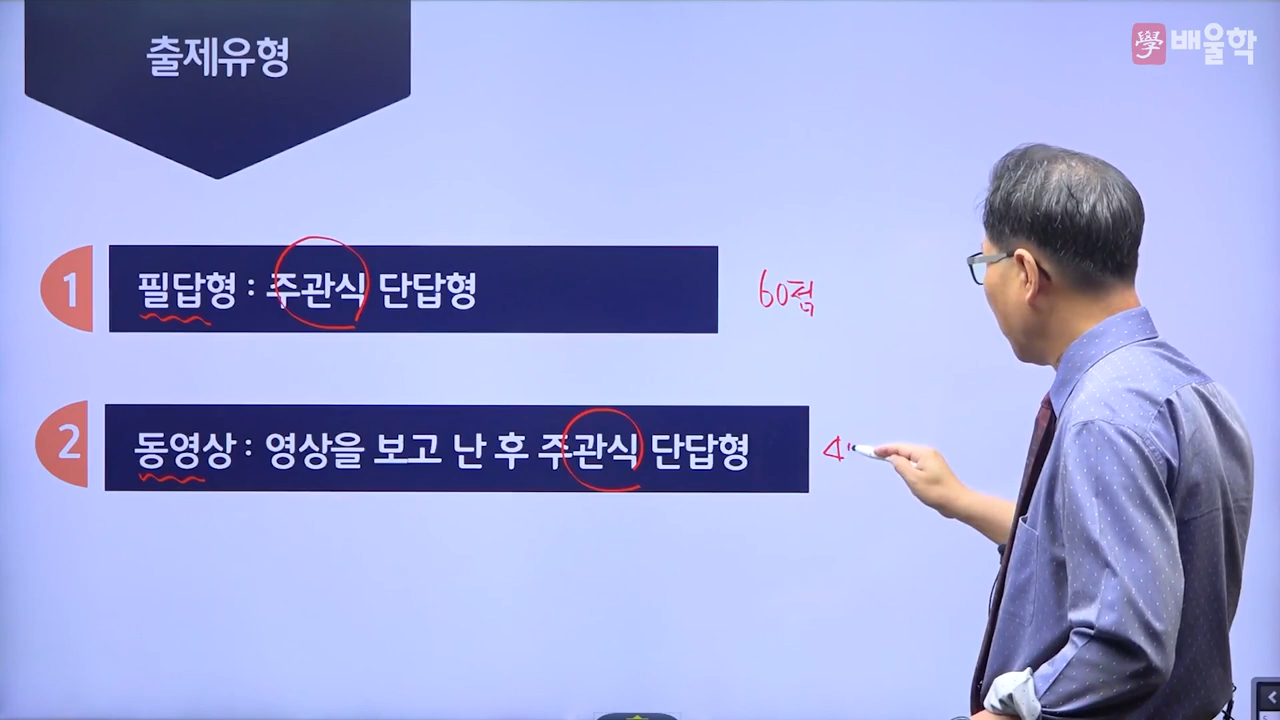 출제유형
學 배울학
1 필답형 : 주관식 단답형
60점
2 동영상 : 영상을 보고 난 후 주관식 단답형
4